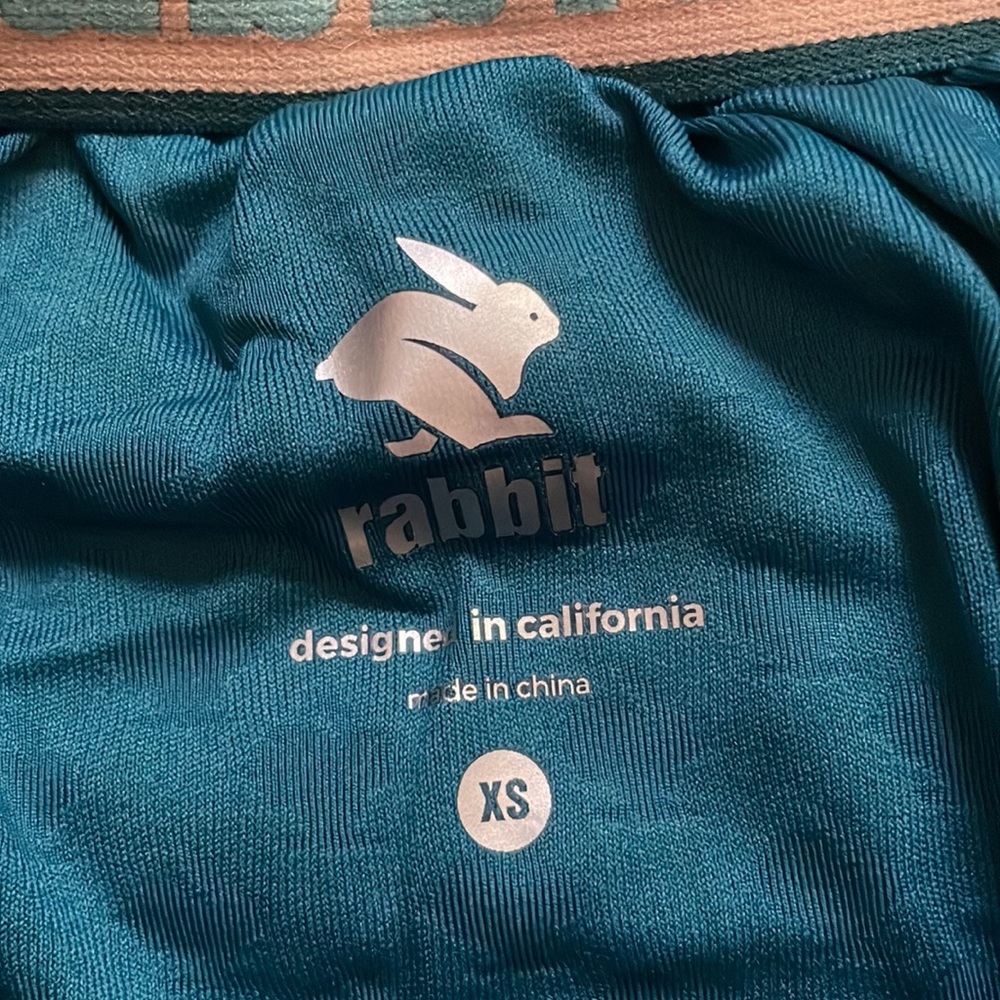 rabbit
designed in california
made in china
XS